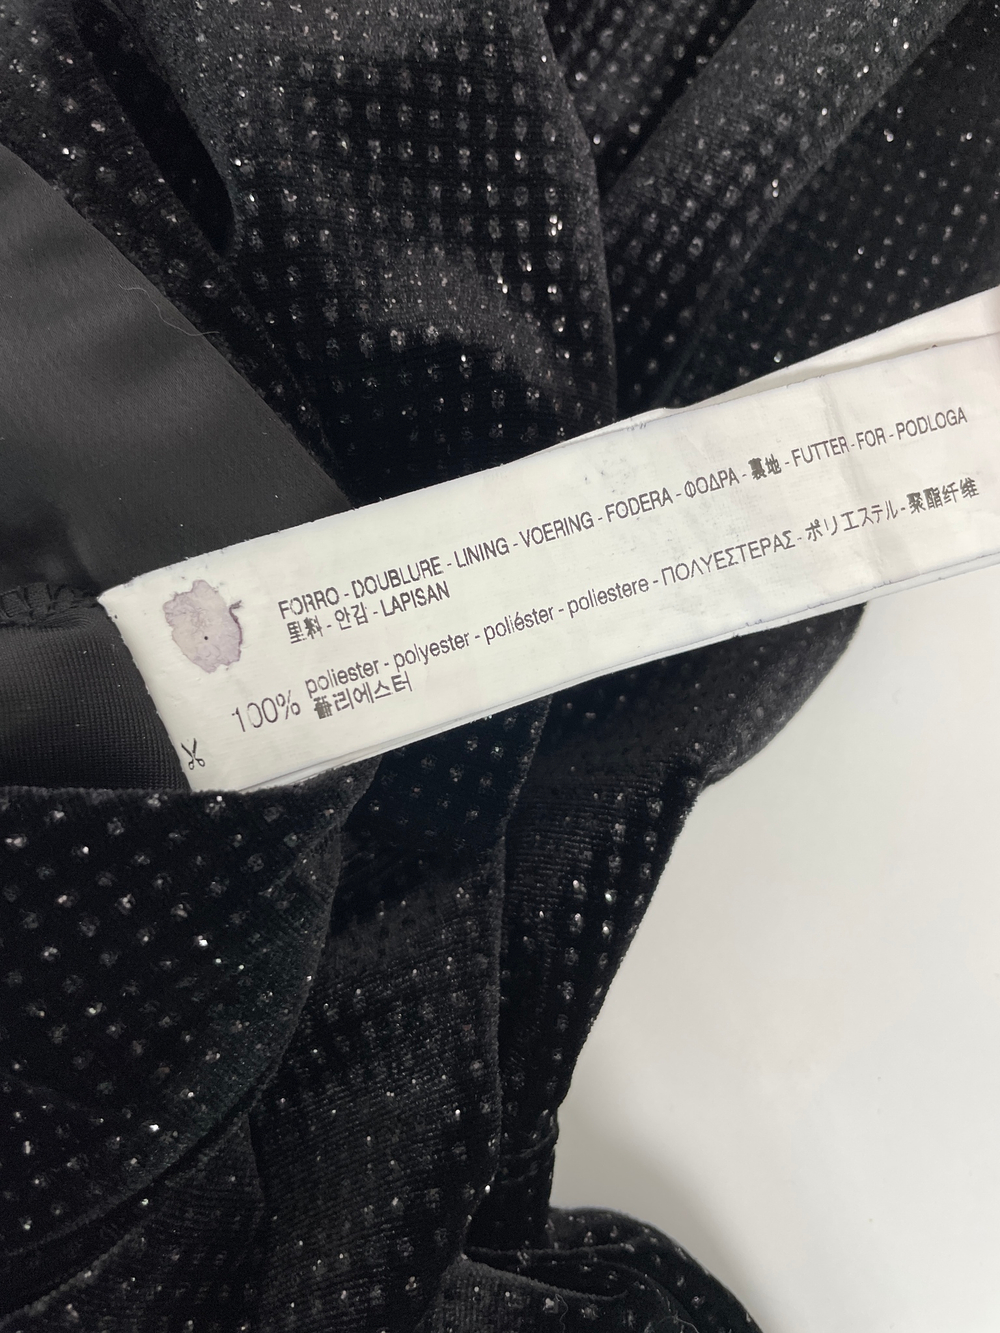 FORRO - DOUBLURE - LINING - VOERING - FODERA - ΦΟΔΡΑ - 裏地 - FUTTER - FOR - PODLOGA
里料 - 안감 - LAPISAN
100% poliester - polyester - poliéster - poliestere - ΠΟΛΥΕΣΤΕΡΑΣ - ポリエステル - 聚酯纤维
폴리에스터